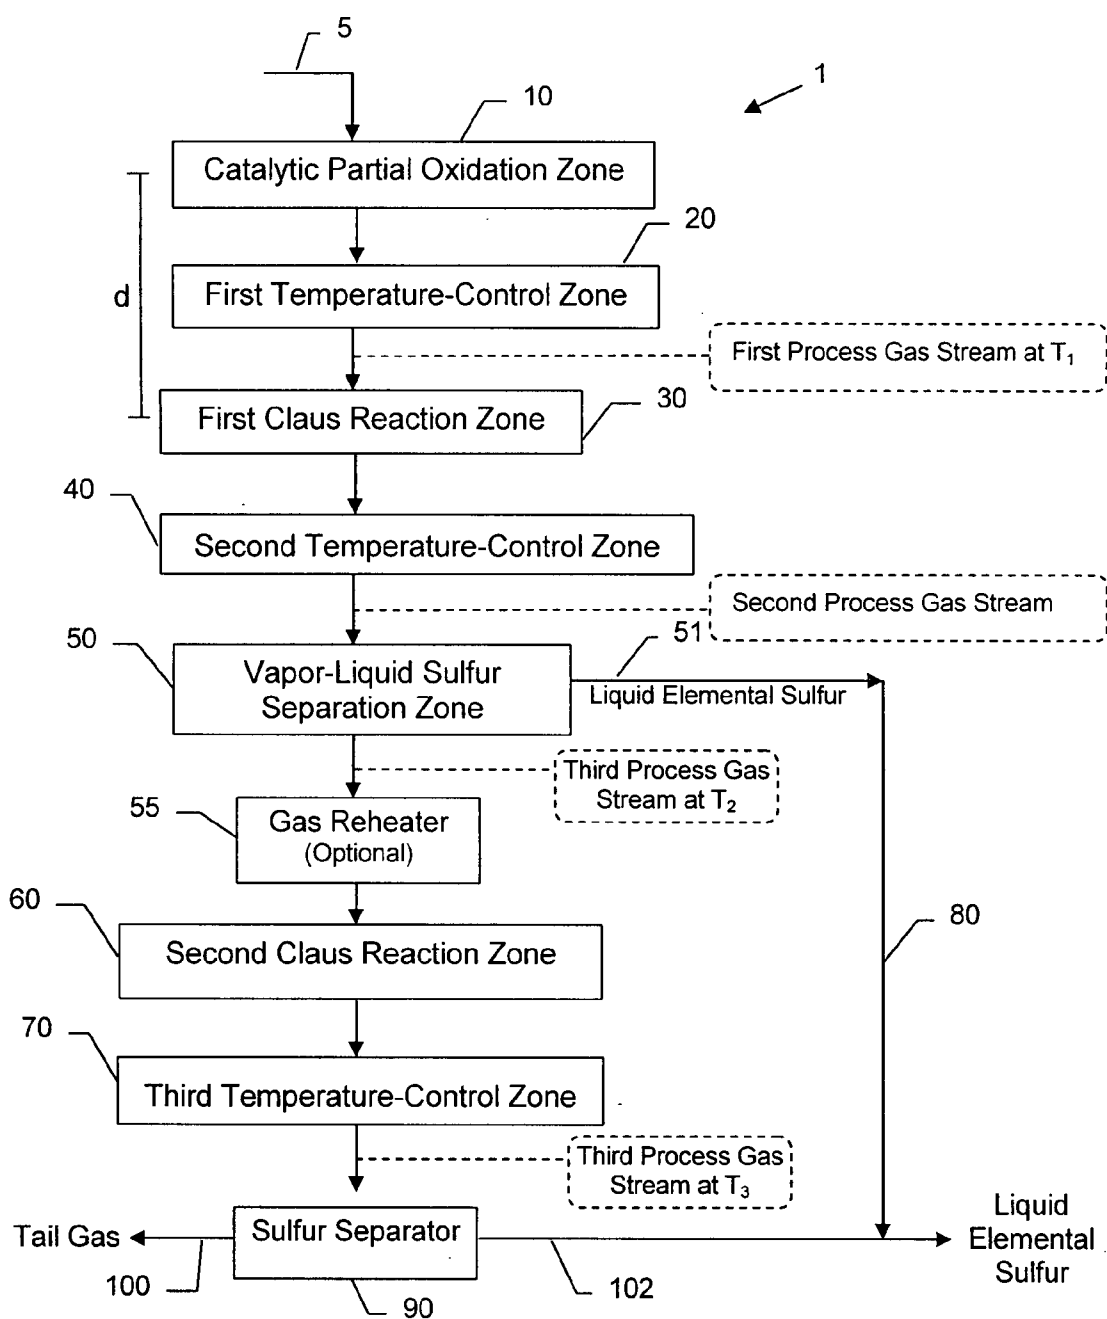 5
1
10
Catalytic Partial Oxidation Zone
20
First Temperature-Control Zone
d
First Process Gas Stream at T₁
30
First Claus Reaction Zone
40
Second Temperature-Control Zone
Second Process Gas Stream
50
51
Vapor-Liquid Sulfur
Separation Zone
Liquid Elemental Sulfur
Third Process Gas
Stream at T₂
55
Gas Reheater
(Optional)
60
80
Second Claus Reaction Zone
70
Third Temperature-Control Zone
Third Process Gas
Stream at T₃
Tail Gas
Sulfur Separator
Liquid
Elemental
Sulfur
100
102
90